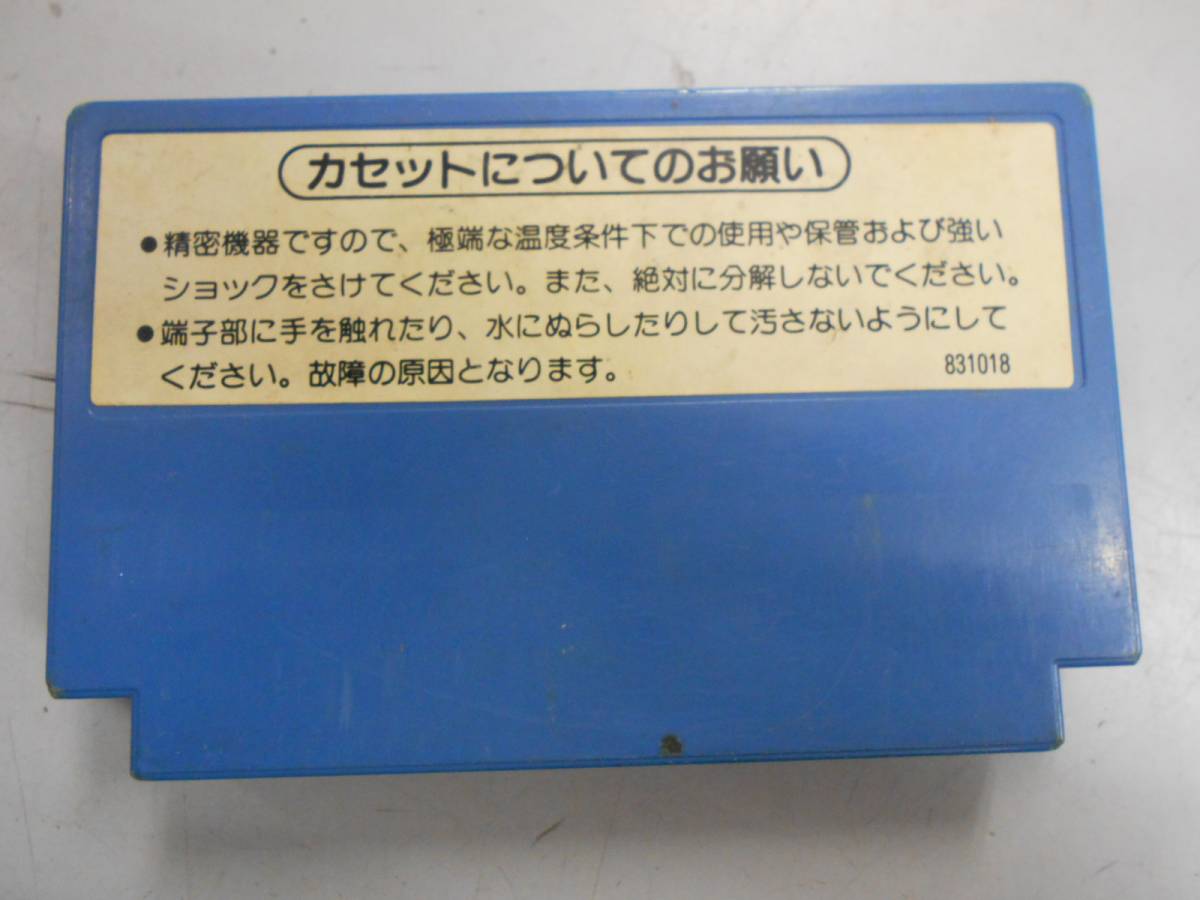 カセットについてのお願い
●精密機器ですので、極端な温度条件下での使用や保管および強い
ショックをさけてください。また、絶対に分解しないでください。
●端子部に手を触れたり、水にぬらしたりして汚さないようにして
ください。故障の原因となります。 831018